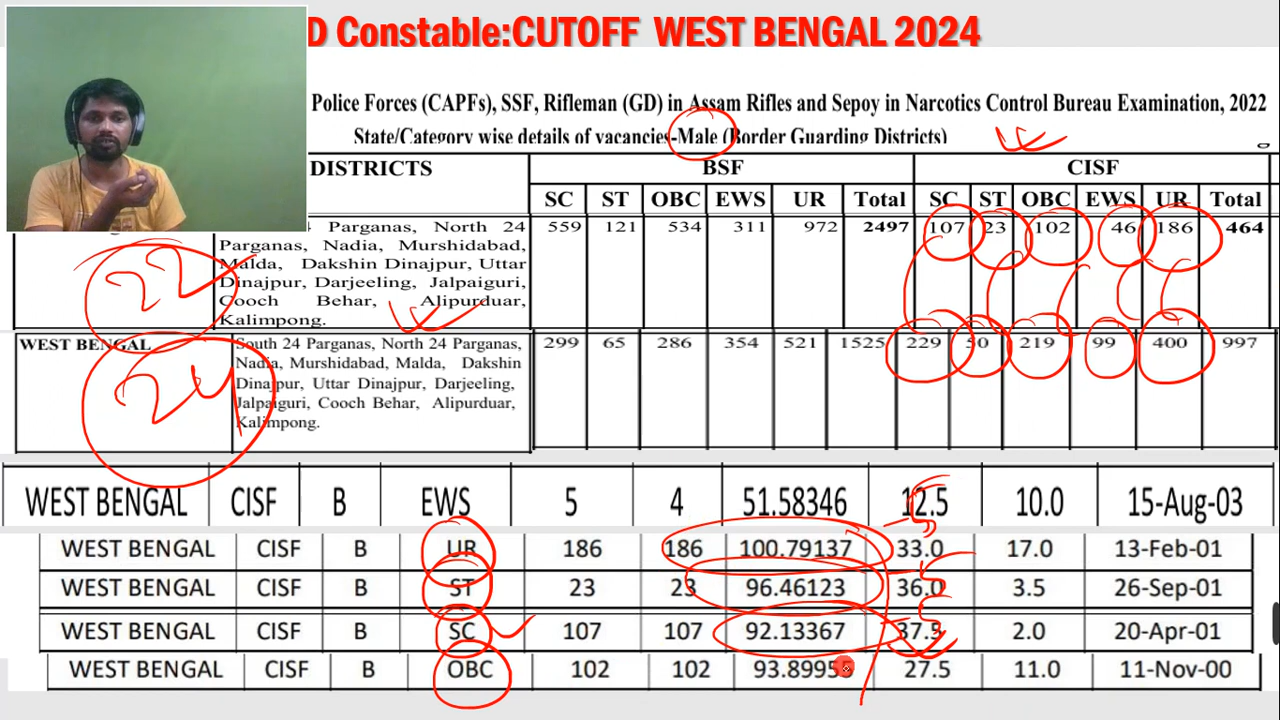 D Constable:CUTOFF WEST BENGAL 2024
Police Forces (CAPFs), SSF, Rifleman (GD) in Assam Rifles and Sepoy in Narcotics Control Bureau Examination, 2022
State/Category wise details of vacancies-Male (Border Guarding Districts)
DISTRICTS BSF CISF
SC ST OBC EWS UR Total SC ST OBC EWS UR Total
Parganas, North 24 559 121 534 311 972 2497 107 23 102 46 186 464
Parganas, Nadia, Murshidabad,
Malda, Dakshin Dinajpur, Uttar
Dinajpur, Darjeeling, Jalpaiguri,
Cooch Behar, Alipurduar,
Kalimpong.
22
WEST BENGAL South 24 Parganas, North 24 Parganas, 299 65 286 354 521 1525 229 50 219 99 400 997
Nadia, Murshidabad, Malda, Dakshin
Dinajpur, Uttar Dinajpur, Darjeeling,
Jalpaiguri, Cooch Behar, Alipurduar,
Kalimpong.
24
WEST BENGAL CISF B EWS 5 4 51.58346 12.5 10.0 15-Aug-03
WEST BENGAL CISF B UR 186 186 100.79137 33.0 17.0 13-Feb-01
WEST BENGAL CISF B ST 23 23 96.46123 36.0 3.5 26-Sep-01
WEST BENGAL CISF B SC 107 107 92.13367 37.5 2.0 20-Apr-01
WEST BENGAL CISF B OBC 102 102 27.5 11.0 11-Nov-00